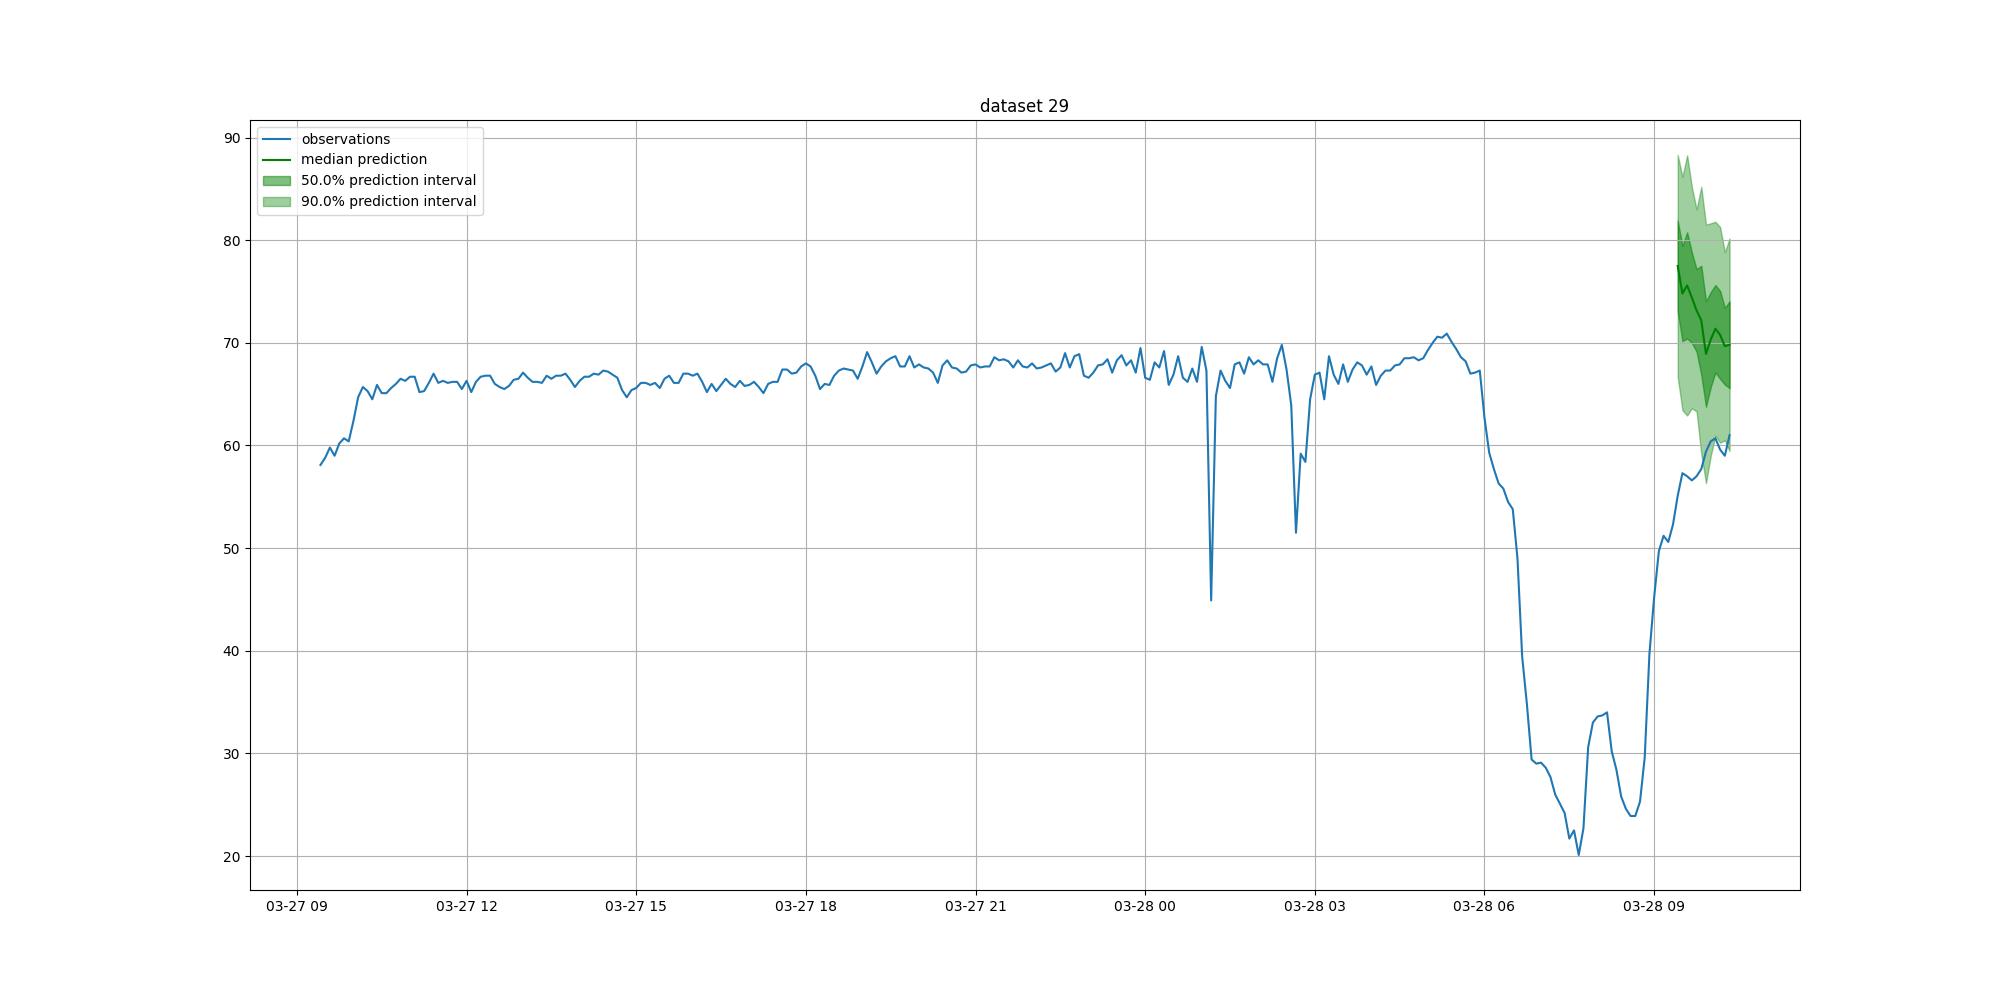 dataset 29
observations
median prediction
50.0% prediction interval
90.0% prediction interval
90
80
70
60
50
40
30
20
03-27 09 03-27 12 03-27 15 03-27 18 03-27 21 03-28 00 03-28 03 03-28 06 03-28 09